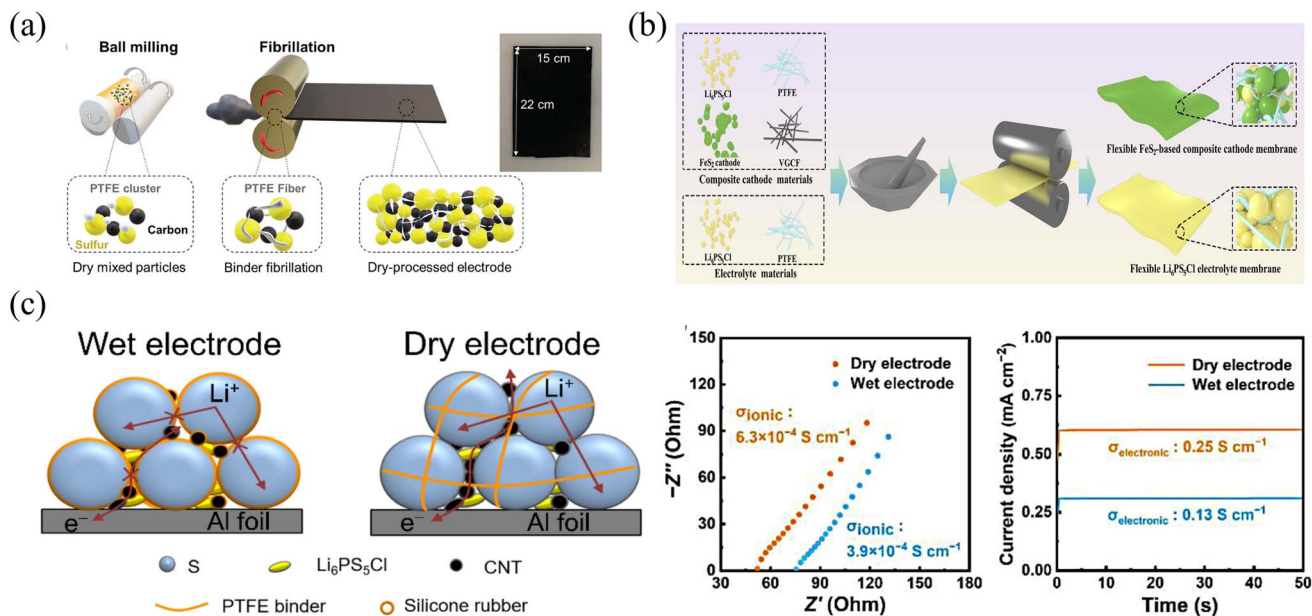 (a)
Ball milling
Fibrillation
15 cm
22 cm
PTFE cluster
Carbon
Sulfur
Dry mixed particles
PTFE Fiber
Binder fibrillation
Dry-processed electrode
(b)
Li₆PS₅Cl
PTFE
FeS₂ cathode
VGCF
Composite cathode materials
Li₆PS₅Cl
PTFE
Electrolyte materials
Flexible FeS₂-based composite cathode membrane
Flexible Li₆PS₅Cl electrolyte membrane
(c)
Wet electrode
Li⁺
e⁻
Al foil
Dry electrode
Li⁺
e⁻
Al foil
S
Li₆PS₅Cl
CNT
PTFE binder
Silicone rubber
−Z″ (Ohm)
150
120
90
60
30
0
Dry electrode
Wet electrode
σionic :
6.3×10⁻⁴ S cm⁻¹
σionic :
3.9×10⁻⁴ S cm⁻¹
30 60 90 120 150 180
Z′ (Ohm)
Current density (mA cm⁻²)
1.00
0.75
0.50
0.25
0.00
Dry electrode
Wet electrode
σelectronic : 0.25 S cm⁻¹
σelectronic : 0.13 S cm⁻¹
0 10 20 30 40 50
Time (s)